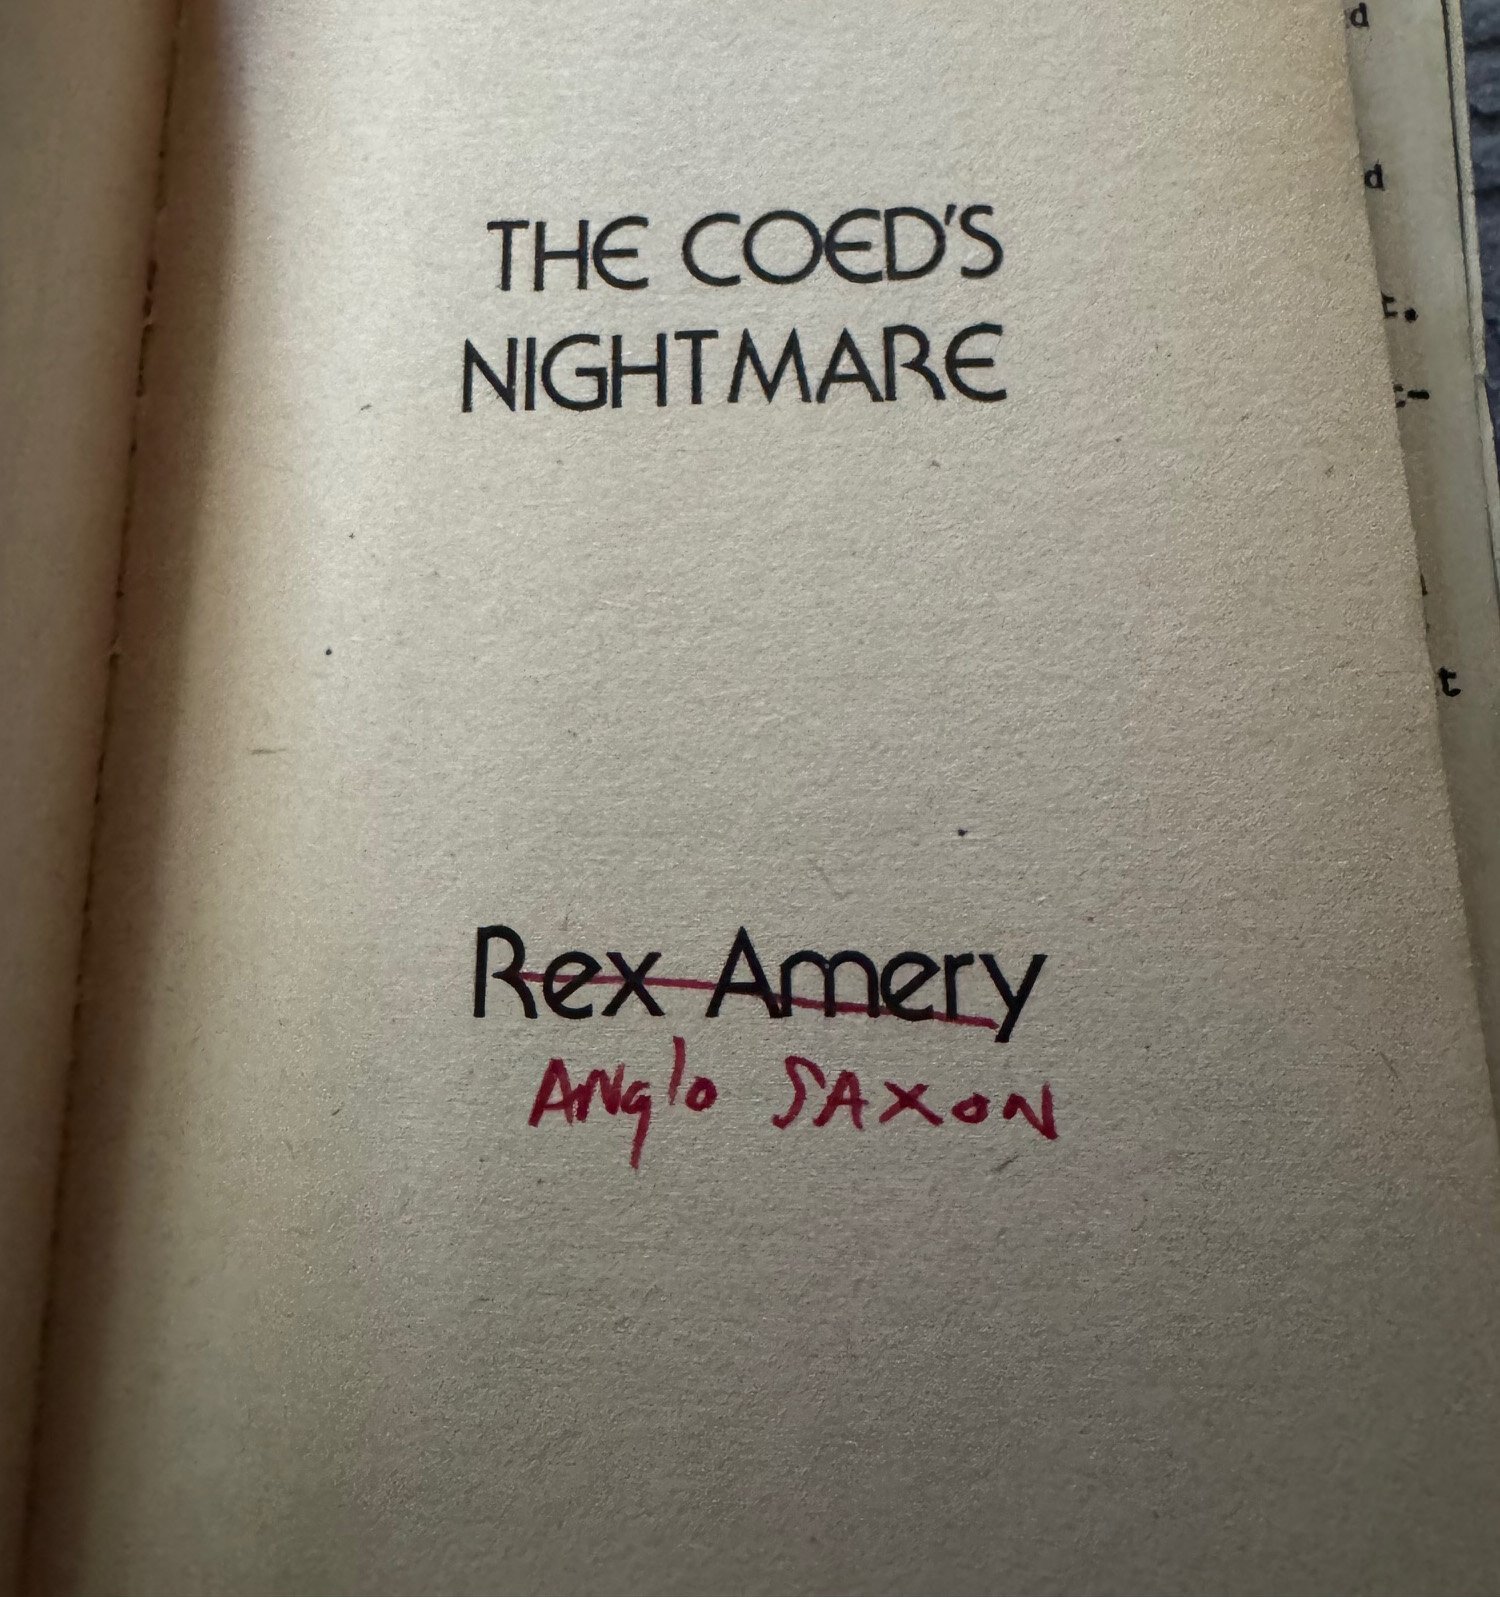 THE COED'S
NIGHTMARE
Rex Amery
ANglo SAXON
d
d
t.
-
t